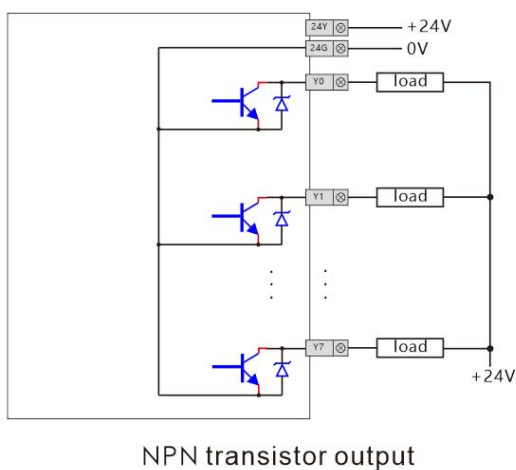 24Y +24V
24G 0V
Y0 load
Y1 load
Y7 load
+24V
NPN transistor output